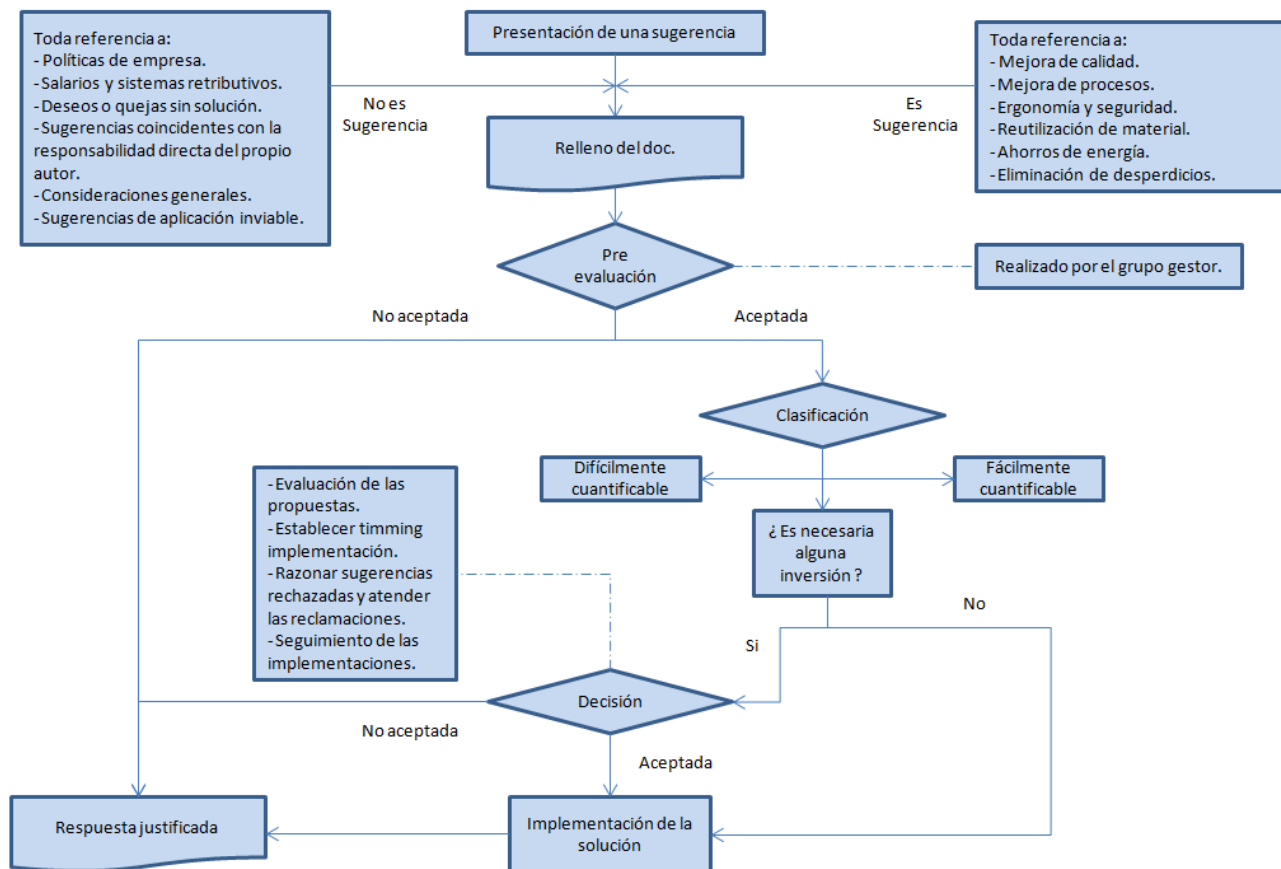 Presentación de una sugerencia
Toda referencia a:
- Políticas de empresa.
- Salarios y sistemas retributivos.
- Deseos o quejas sin solución.
- Sugerencias coincidentes con la
responsabilidad directa del propio
autor.
- Consideraciones generales.
- Sugerencias de aplicación inviable.
No es
Sugerencia
Es
Sugerencia
Toda referencia a:
- Mejora de calidad.
- Mejora de procesos.
- Ergonomía y seguridad.
- Reutilización de material.
- Ahorros de energía.
- Eliminación de desperdicios.
Relleno del doc.
Pre
evaluación
Realizado por el grupo gestor.
No aceptada
Aceptada
Clasificación
Difícilmente
cuantificable
Fácilmente
cuantificable
¿ Es necesaria
alguna
inversión ?
No
Si
- Evaluación de las
propuestas.
- Establecer timming
implementación.
- Razonar sugerencias
rechazadas y atender
las reclamaciones.
- Seguimiento de las
implementaciones.
Decisión
No aceptada
Aceptada
Respuesta justificada
Implementación de la
solución